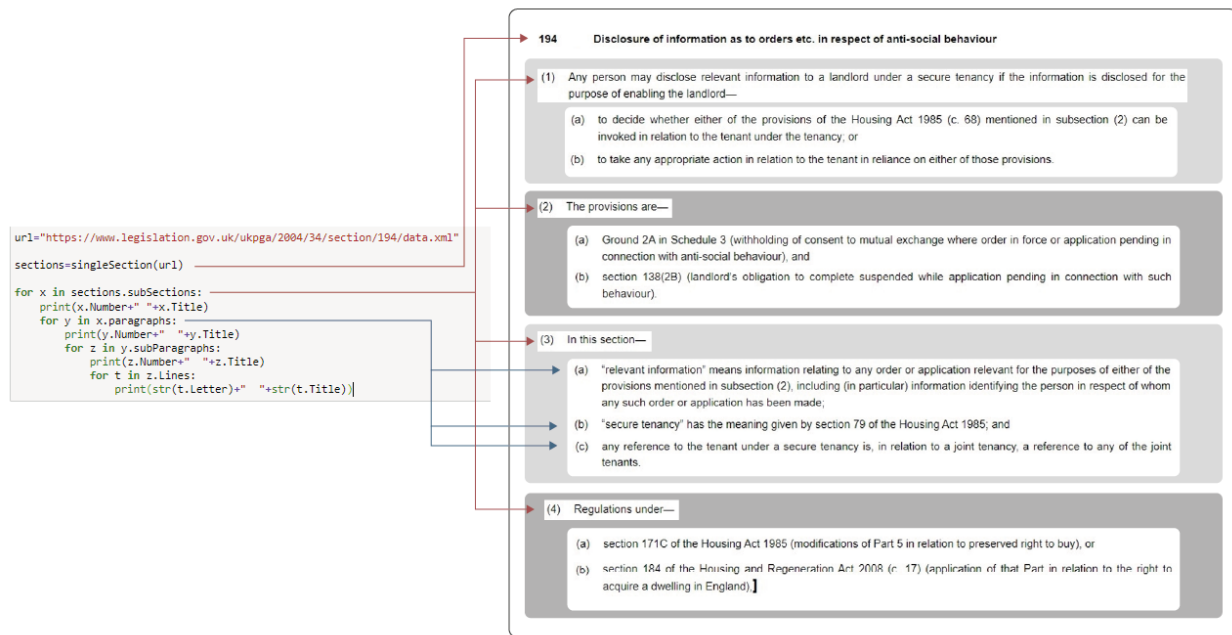 url="https://www.legislation.gov.uk/ukpga/2004/34/section/194/data.xml"
sections=singleSection(url)
for x in sections.subSections:
    print(x.Number+" "+x.Title)
    for y in x.paragraphs:
        print(y.Number+"  "+y.Title)
        for z in y.subParagraphs:
            print(z.Number+"  "+z.Title)
            for t in z.Lines:
                print(str(t.Letter)+"  "+str(t.Title))
194 Disclosure of information as to orders etc. in respect of anti-social behaviour
(1) Any person may disclose relevant information to a landlord under a secure tenancy if the information is disclosed for the
purpose of enabling the landlord—
(a) to decide whether either of the provisions of the Housing Act 1985 (c. 68) mentioned in subsection (2) can be
invoked in relation to the tenant under the tenancy; or
(b) to take any appropriate action in relation to the tenant in reliance on either of those provisions.
(2) The provisions are—
(a) Ground 2A in Schedule 3 (withholding of consent to mutual exchange where order in force or application pending in
connection with anti-social behaviour), and
(b) section 138(2B) (landlord's obligation to complete suspended while application pending in connection with such
behaviour).
(3) In this section—
(a) "relevant information" means information relating to any order or application relevant for the purposes of either of the
provisions mentioned in subsection (2), including (in particular) information identifying the person in respect of whom
any such order or application has been made;
(b) "secure tenancy" has the meaning given by section 79 of the Housing Act 1985; and
(c) any reference to the tenant under a secure tenancy is, in relation to a joint tenancy, a reference to any of the joint
tenants.
(4) Regulations under—
(a) section 171C of the Housing Act 1985 (modifications of Part 5 in relation to preserved right to buy), or
(b) section 184 of the Housing and Regeneration Act 2008 (c. 17) (application of that Part in relation to the right to
acquire a dwelling in England),]